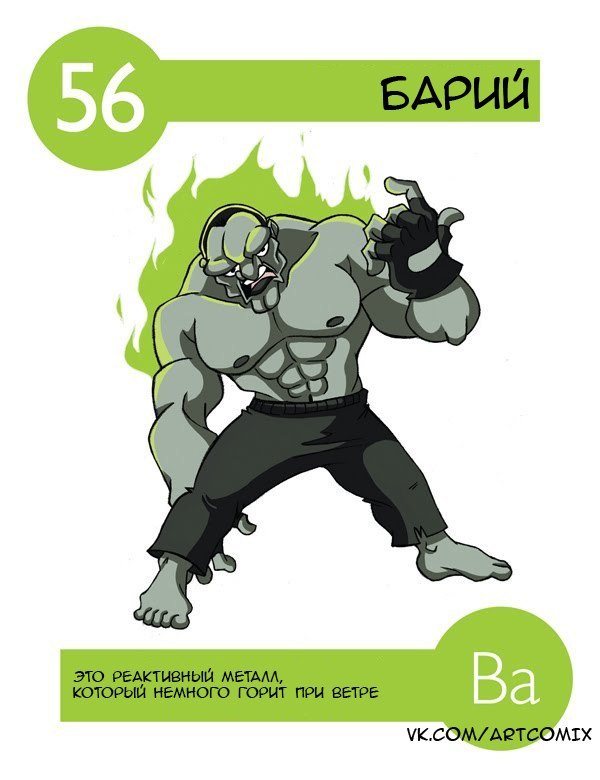 56
БАРИЙ
ЭТО РЕАКТИВНЫЙ МЕТАЛЛ,
КОТОРЫЙ НЕМНОГО ГОРИТ ПРИ ВЕТРЕ
Ba
VK.COM/ARTCOMIX